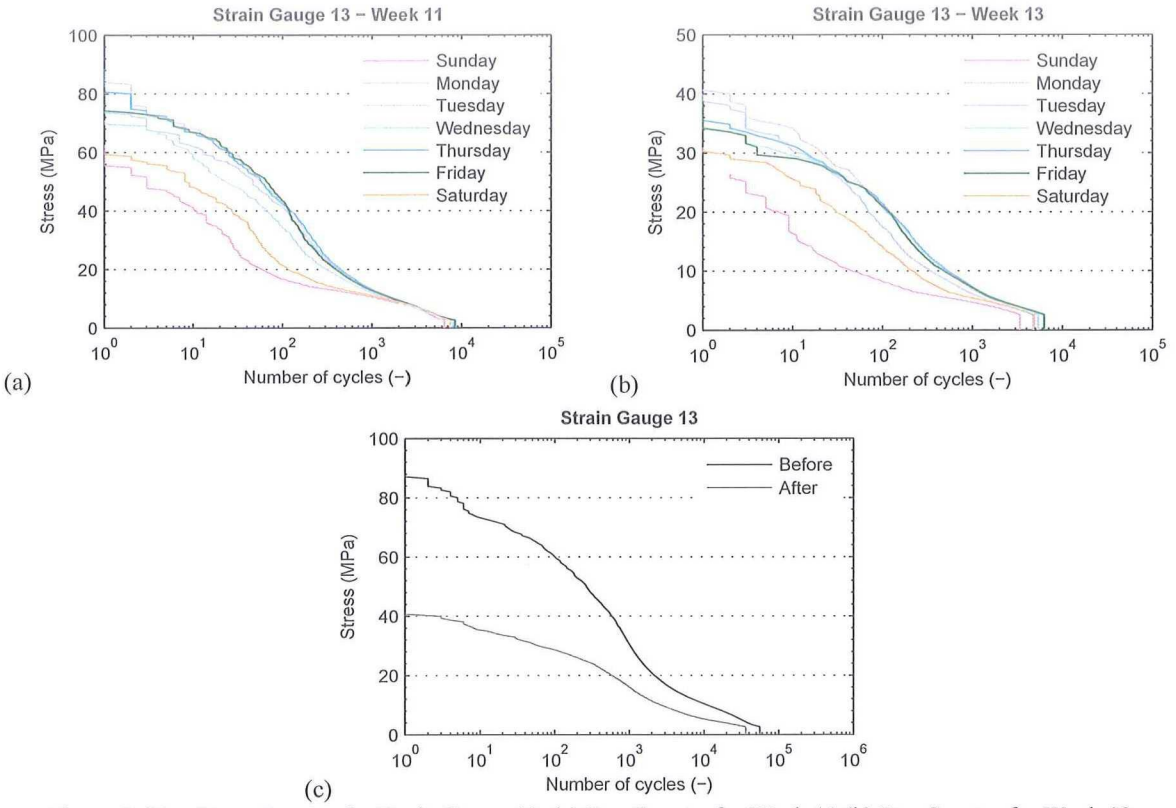 Strain Gauge 13 – Week 11
100
80
60
40
20
0
Stress (MPa)
10^0
10^1
10^2
10^3
10^4
10^5
Number of cycles (–)
Sunday
Monday
Tuesday
Wednesday
Thursday
Friday
Saturday
(a)
Strain Gauge 13 – Week 13
50
40
30
20
10
0
Stress (MPa)
10^0
10^1
10^2
10^3
10^4
10^5
Number of cycles (–)
Sunday
Monday
Tuesday
Wednesday
Thursday
Friday
Saturday
(b)
Strain Gauge 13
100
80
60
40
20
0
Stress (MPa)
10^0
10^1
10^2
10^3
10^4
10^5
10^6
Number of cycles (–)
Before
After
(c)